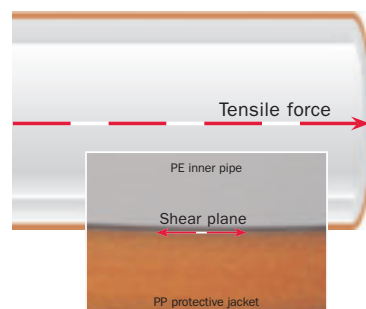 Tensile force
PE inner pipe
Shear plane
PP protective jacket